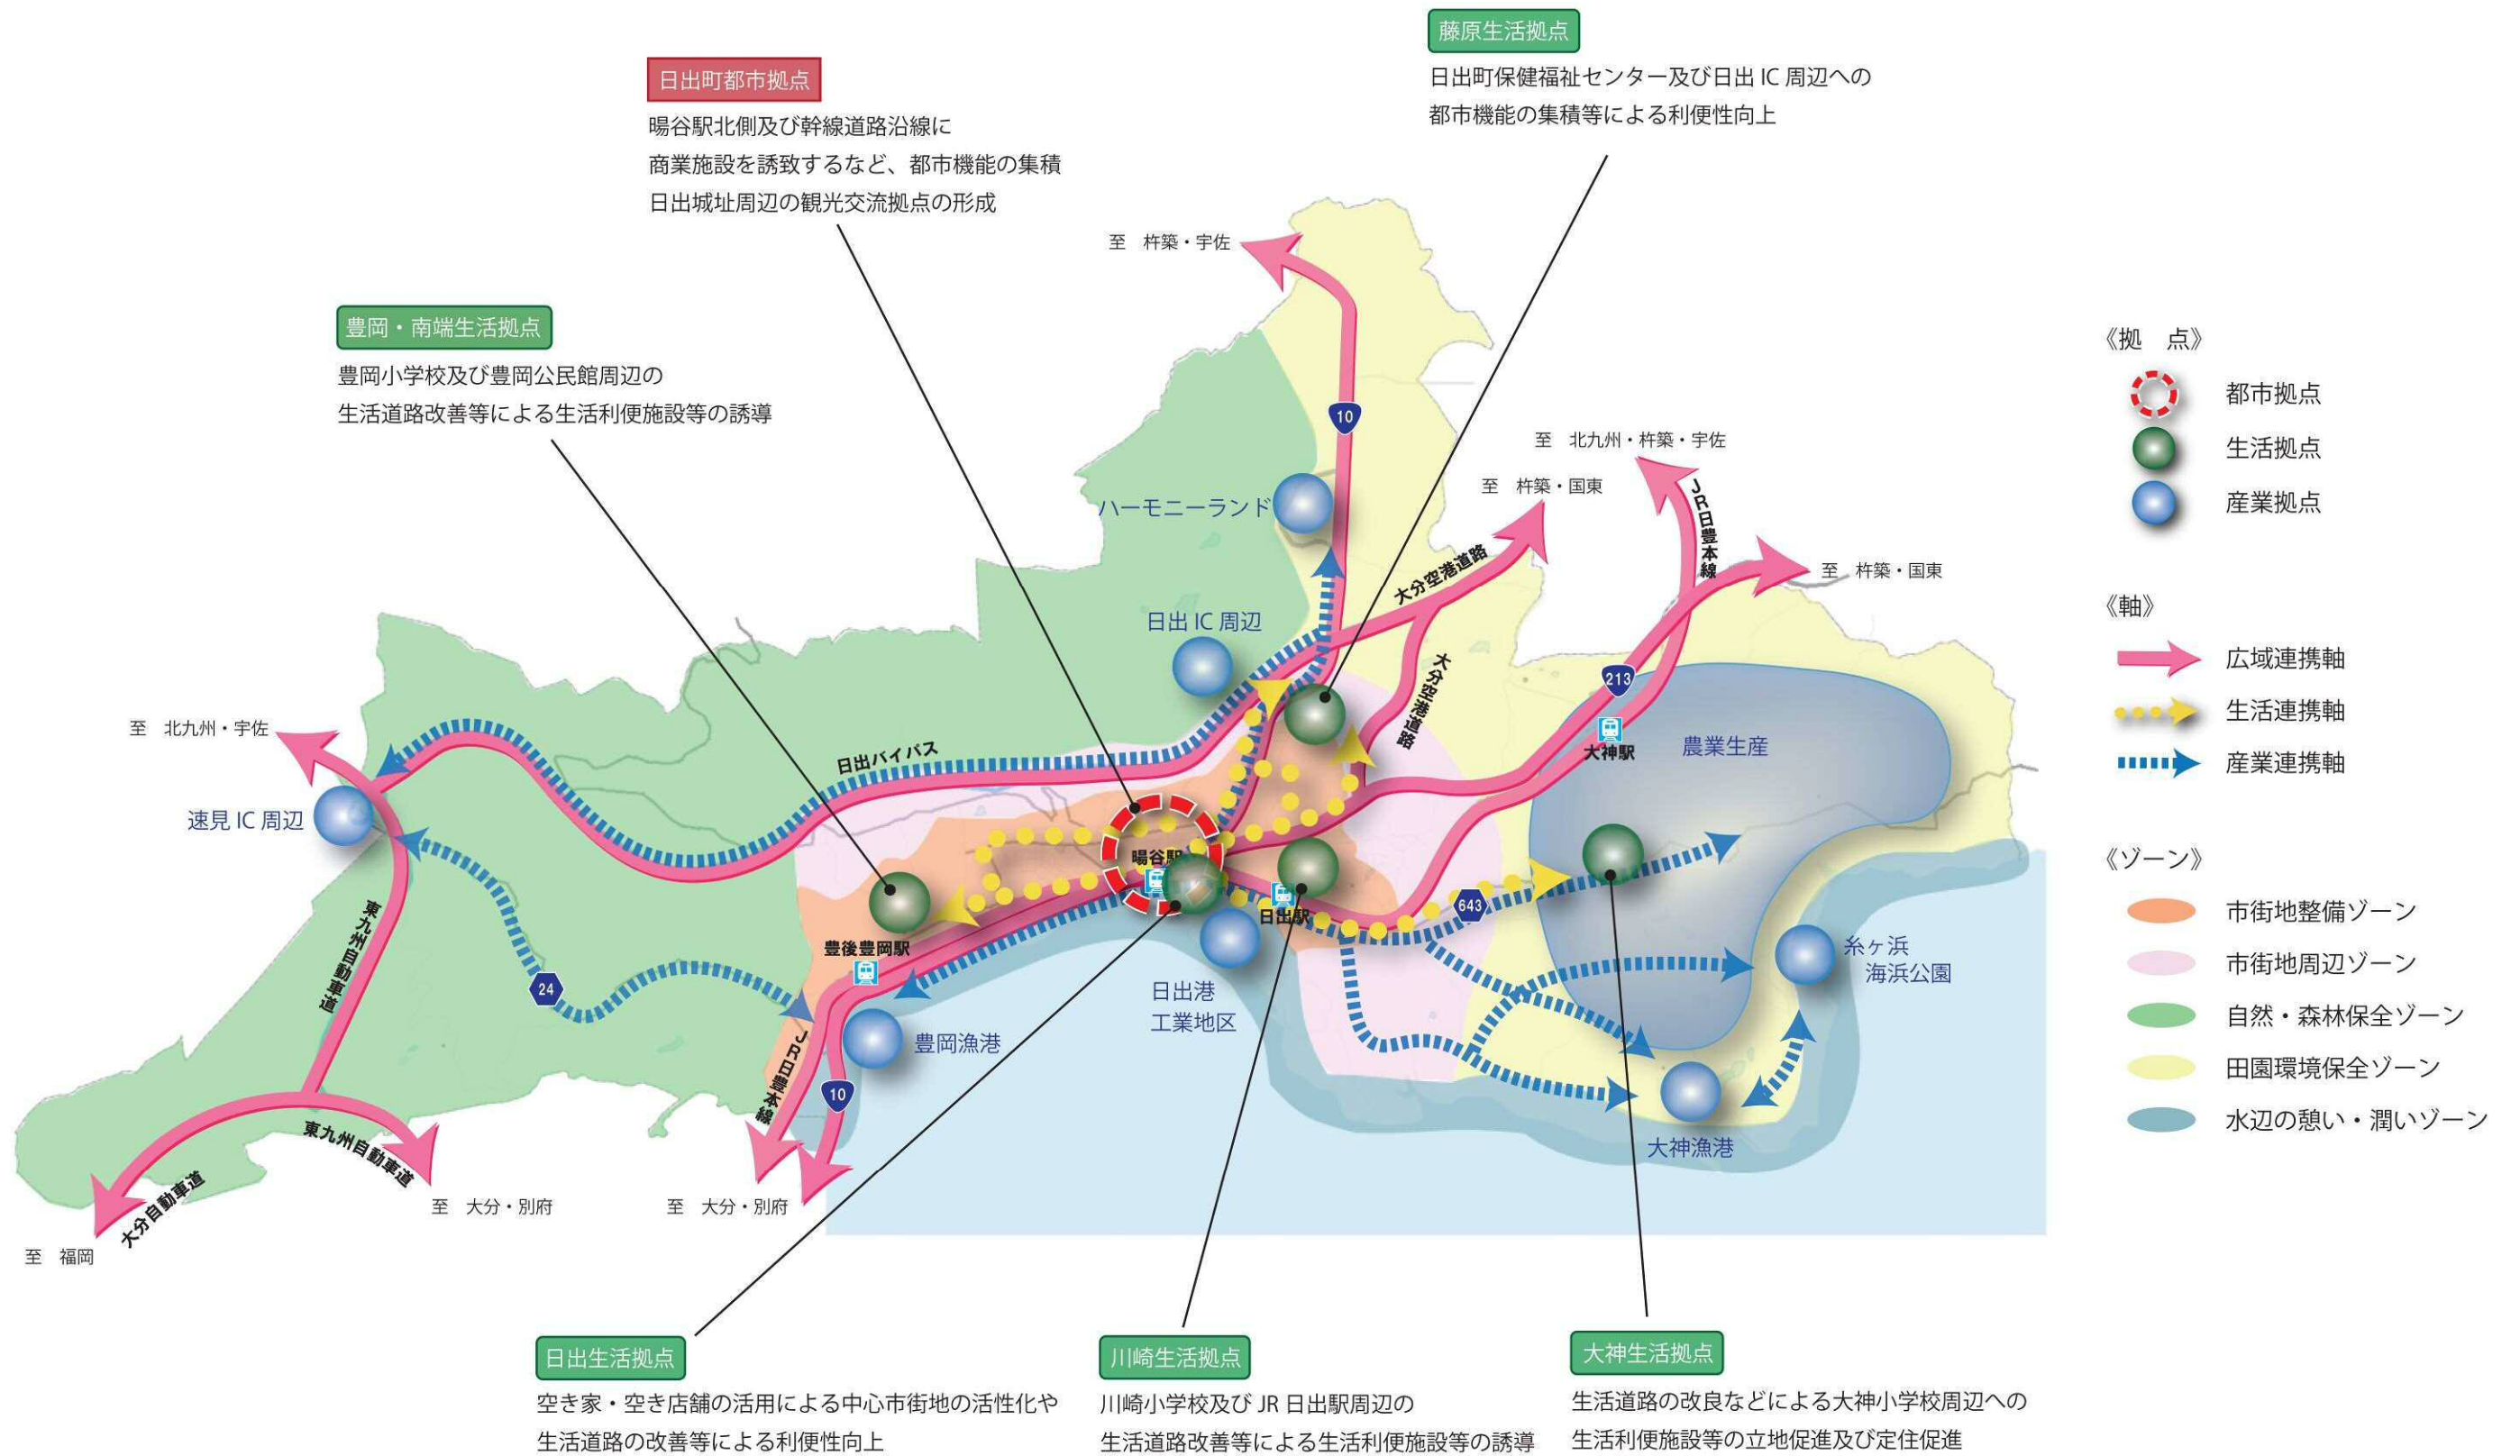 藤原生活拠点
日出町保健福祉センター及び日出 IC 周辺への
都市機能の集積等による利便性向上
日出町都市拠点
暘谷駅北側及び幹線道路沿線に
商業施設を誘致するなど、都市機能の集積
日出城址周辺の観光交流拠点の形成
豊岡・南端生活拠点
豊岡小学校及び豊岡公民館周辺の
生活道路改善等による生活利便施設等の誘導
至　杵築・宇佐
10
至　北九州・杵築・宇佐
至　杵築・国東
JR日豊本線
至　杵築・国東
ハーモニーランド
大分空港道路
日出 IC 周辺
大分空港道路
213
大神駅
農業生産
至　北九州・宇佐
日出バイパス
速見 IC 周辺
暘谷駅
日出駅
643
豊後豊岡駅
東九州自動車道
24
糸ヶ浜
海浜公園
日出港
工業地区
豊岡漁港
JR日豊本線
10
大神漁港
東九州自動車道
大分自動車道
至　大分・別府
至　大分・別府
至　福岡
日出生活拠点
空き家・空き店舗の活用による中心市街地の活性化や
生活道路の改善等による利便性向上
川崎生活拠点
川崎小学校及び JR 日出駅周辺の
生活道路改善等による生活利便施設等の誘導
大神生活拠点
生活道路の改良などによる大神小学校周辺への
生活利便施設等の立地促進及び定住促進
《拠　点》
都市拠点
生活拠点
産業拠点
《軸》
広域連携軸
生活連携軸
産業連携軸
《ゾーン》
市街地整備ゾーン
市街地周辺ゾーン
自然・森林保全ゾーン
田園環境保全ゾーン
水辺の憩い・潤いゾーン